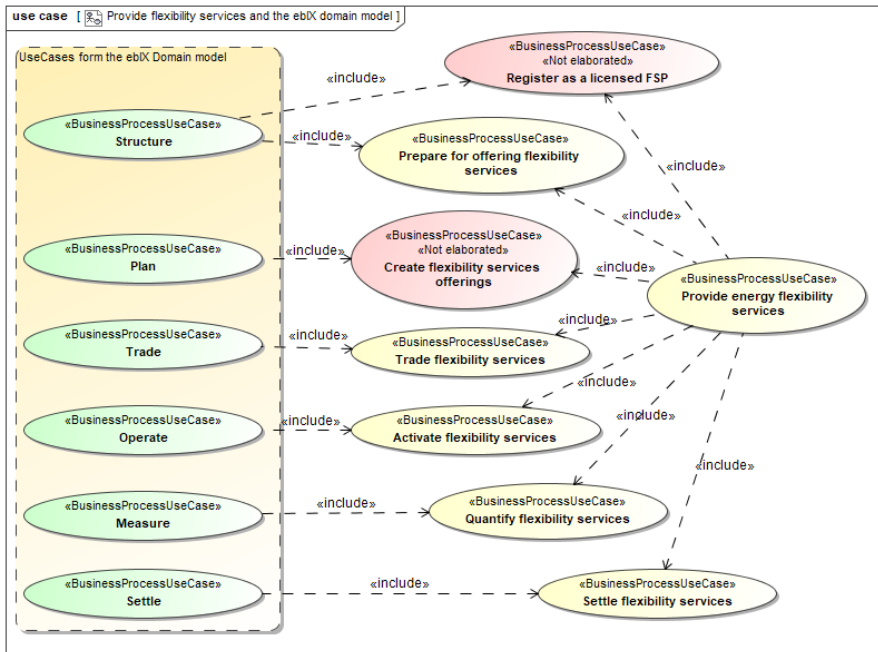 use case [ Provide flexibility services and the ebIX domain model ]
UseCases form the ebIX Domain model
«BusinessProcessUseCase»
«Not elaborated»
Register as a licensed FSP
«include»
«BusinessProcessUseCase»
Structure
«include»
«BusinessProcessUseCase»
Prepare for offering flexibility
services
«include»
«include»
«BusinessProcessUseCase»
Plan
«include»
«BusinessProcessUseCase»
«Not elaborated»
Create flexibility services
offerings
«include»
«BusinessProcessUseCase»
Provide energy flexibility
services
«BusinessProcessUseCase»
Trade
«include»
«BusinessProcessUseCase»
Trade flexibility services
«include»
«BusinessProcessUseCase»
Operate
«include»
«BusinessProcessUseCase»
Activate flexibility services
«include»
«include»
«BusinessProcessUseCase»
Measure
«include»
«BusinessProcessUseCase»
Quantify flexibility services
«include»
«BusinessProcessUseCase»
Settle
«include»
«BusinessProcessUseCase»
Settle flexibility services